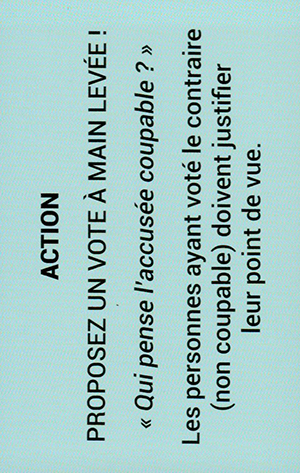 ACTION
PROPOSEZ UN VOTE À MAIN LEVÉE !
« Qui pense l'accusée coupable ? »
Les personnes ayant voté le contraire
(non coupable) doivent justifier
leur point de vue.